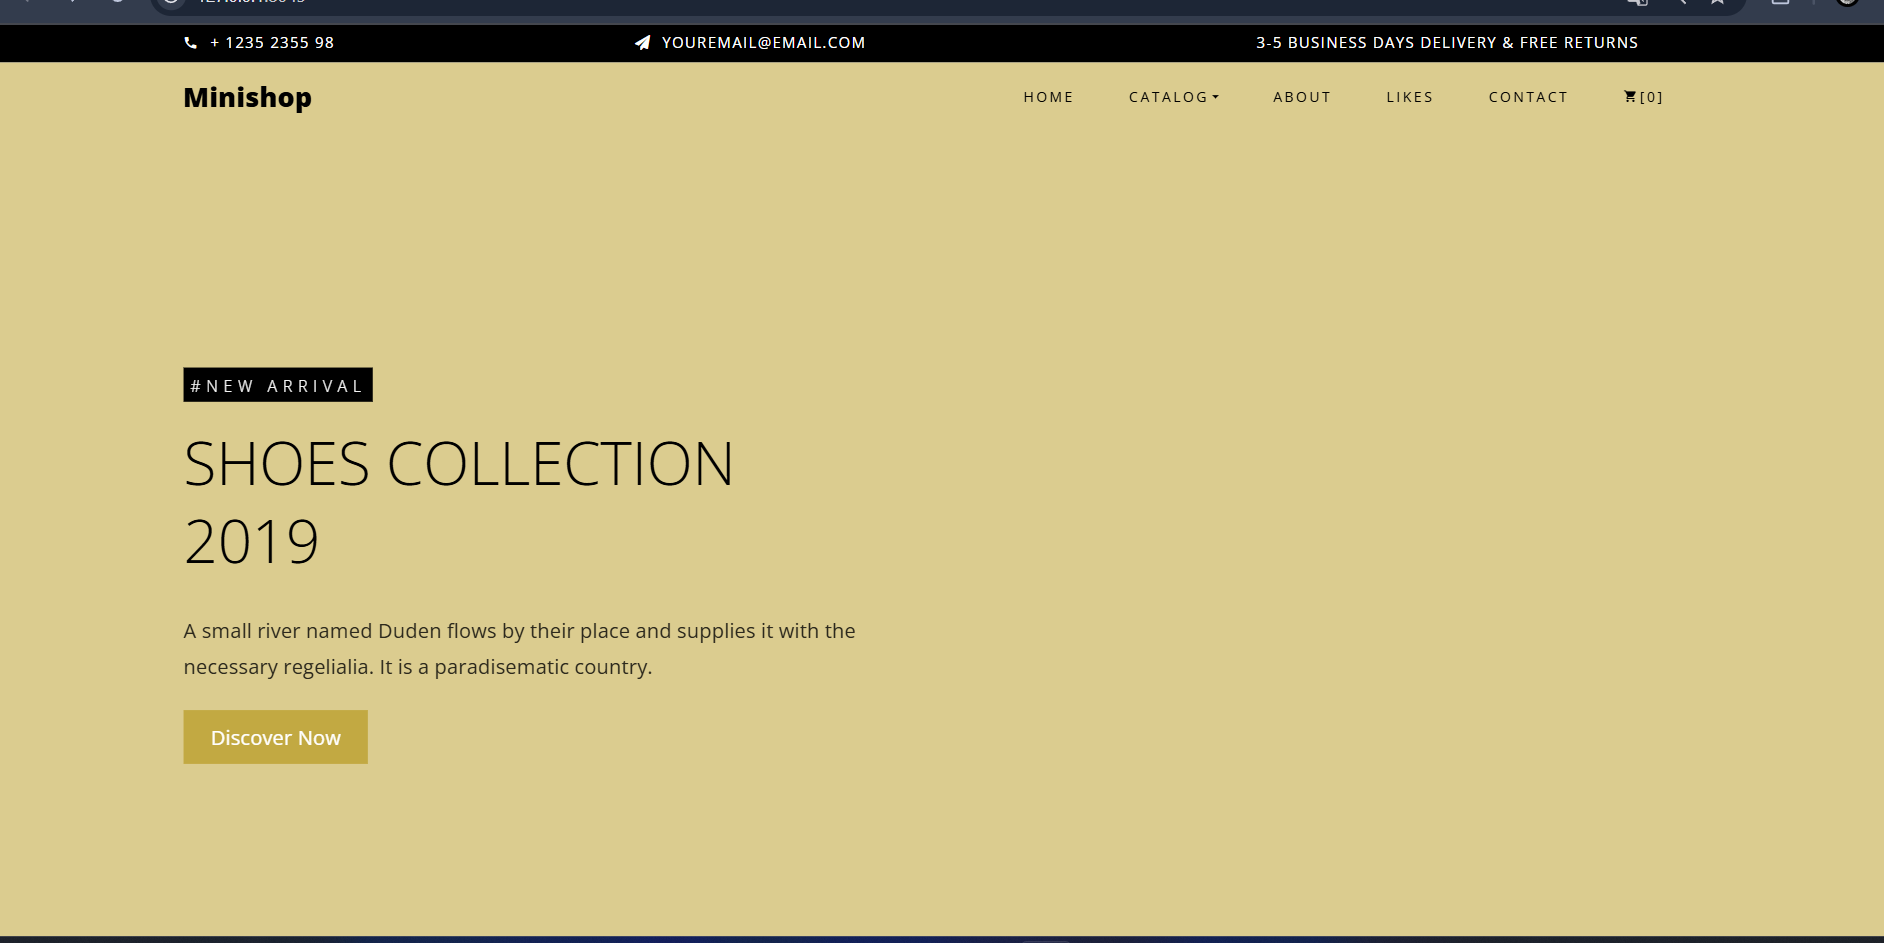 + 1235 2355 98
YOUREMAIL@EMAIL.COM
3-5 BUSINESS DAYS DELIVERY & FREE RETURNS
Minishop
HOME
CATALOG
ABOUT
LIKES
CONTACT
[0]
#NEW ARRIVAL
SHOES COLLECTION
2019
A small river named Duden flows by their place and supplies it with the
necessary regelialia. It is a paradisematic country.
Discover Now